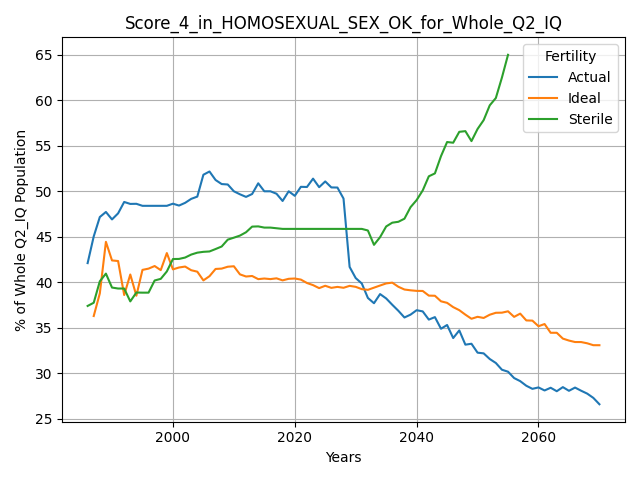 Score_4_in_HOMOSEXUAL_SEX_OK_for_Whole_Q2_IQ
% of Whole Q2_IQ Population
65
60
55
50
45
40
35
30
25
Fertility
Actual
Ideal
Sterile
2000
2020
2040
2060
Years